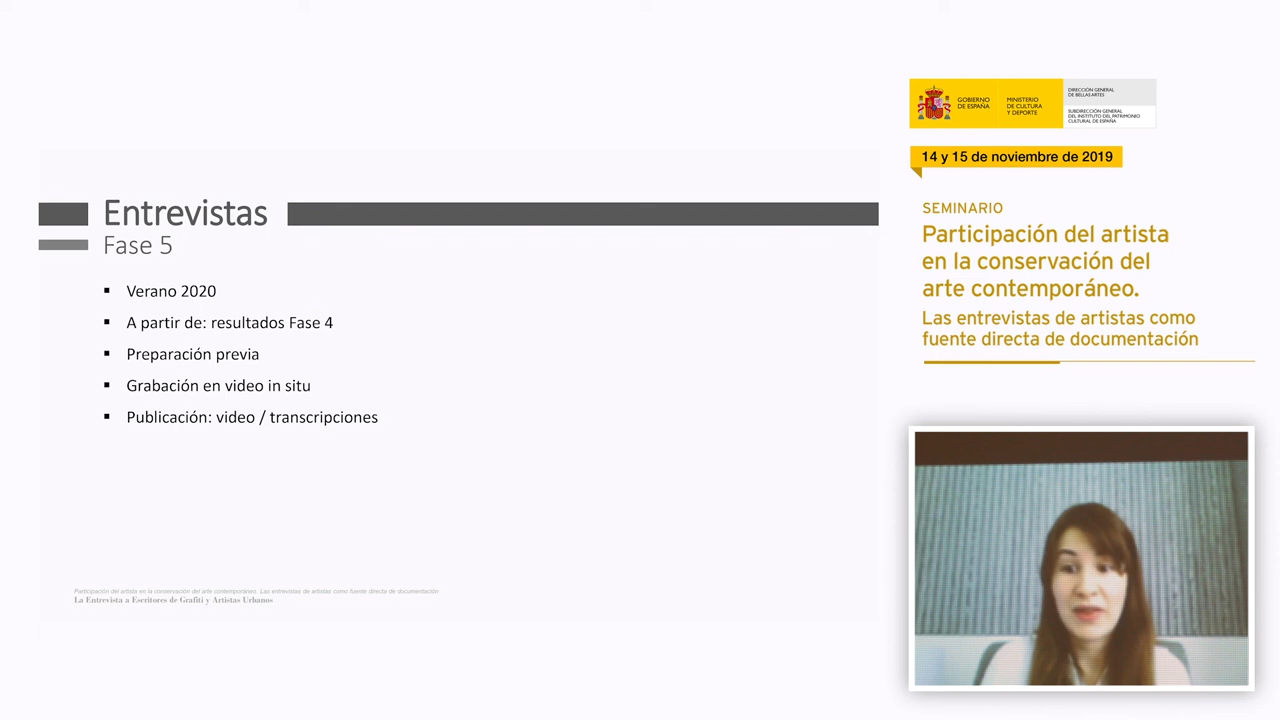 Entrevistas
Fase 5
▪ Verano 2020
▪ A partir de: resultados Fase 4
▪ Preparación previa
▪ Grabación en video in situ
▪ Publicación: video / transcripciones
Participación del artista en la conservación del arte contemporáneo. Las entrevistas de artistas como fuente directa de documentación
La Entrevista a Escritores de Grafiti y Artistas Urbanos
GOBIERNO
DE ESPAÑA
MINISTERIO
DE CULTURA
Y DEPORTE
DIRECCIÓN GENERAL
DE BELLAS ARTES
SUBDIRECCIÓN GENERAL
DEL INSTITUTO DEL PATRIMONIO
CULTURAL DE ESPAÑA
14 y 15 de noviembre de 2019
SEMINARIO
Participación del artista
en la conservación del
arte contemporáneo.
Las entrevistas de artistas como
fuente directa de documentación